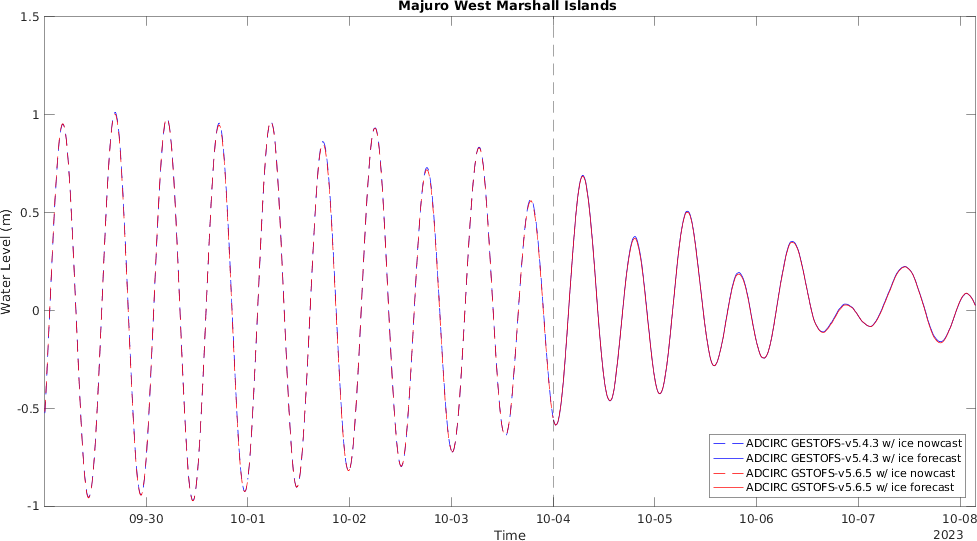 Majuro West Marshall Islands
1.5
1
0.5
0
-0.5
-1
Water Level (m)
09-30
10-01
10-02
10-03
10-04
10-05
10-06
10-07
10-08
Time
2023
ADCIRC GESTOFS-v5.4.3 w/ ice nowcast
ADCIRC GESTOFS-v5.4.3 w/ ice forecast
ADCIRC GSTOFS-v5.6.5 w/ ice nowcast
ADCIRC GSTOFS-v5.6.5 w/ ice forecast